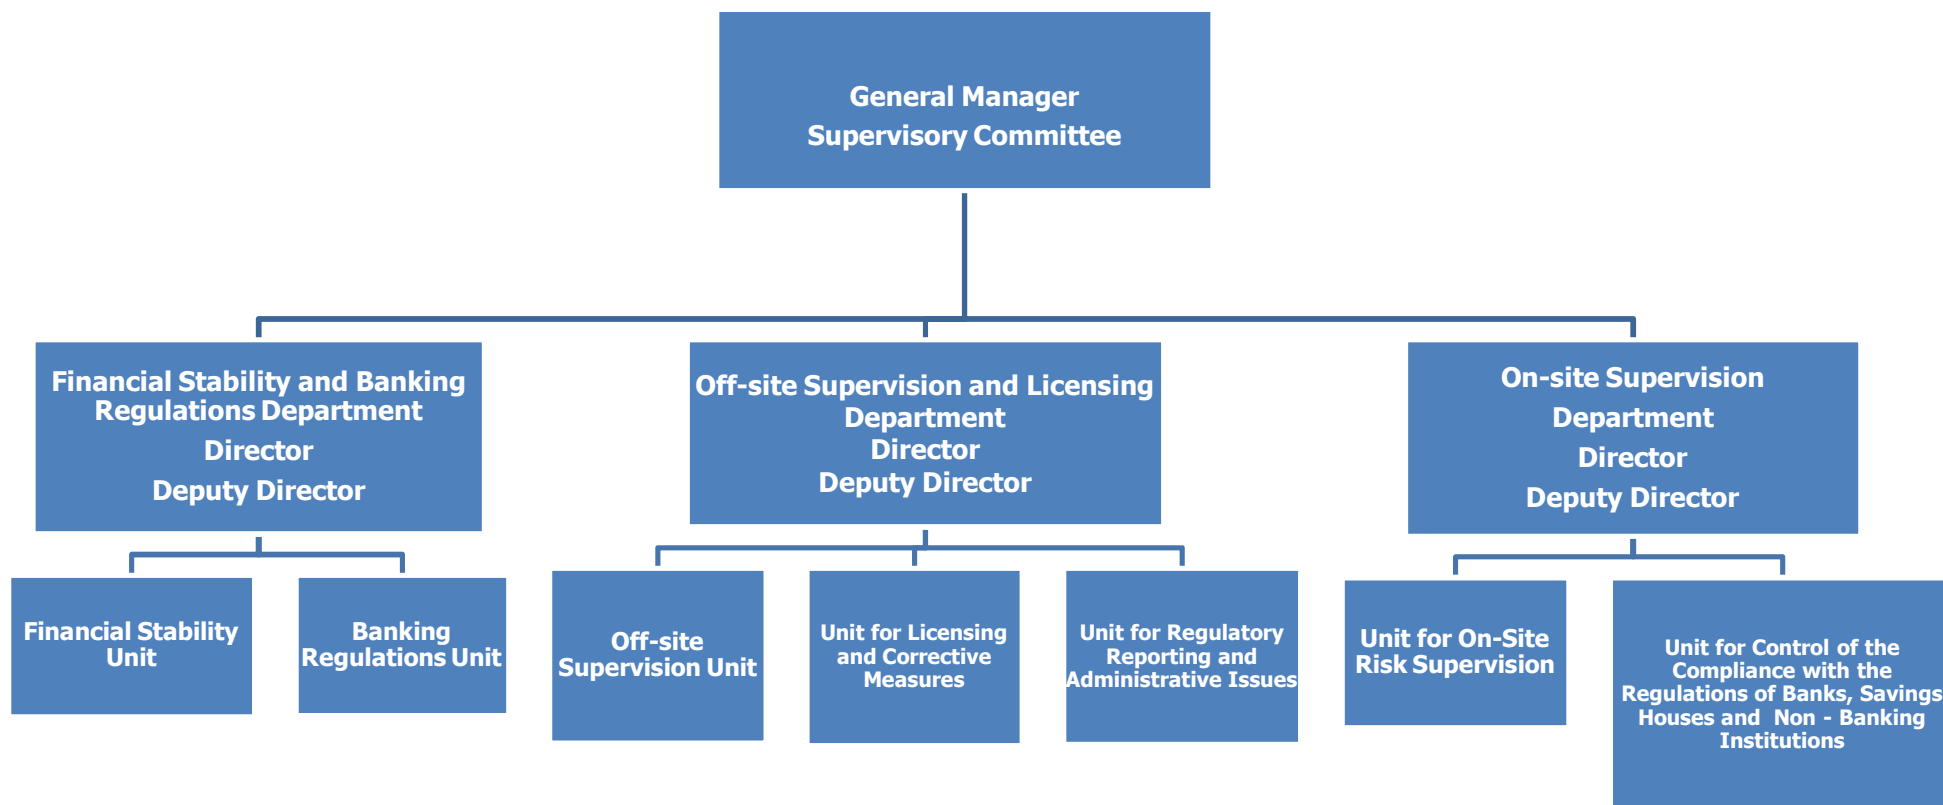 General Manager
Supervisory Committee
Financial Stability and Banking
Regulations Department
Director
Deputy Director
Off-site Supervision and Licensing
Department
Director
Deputy Director
On-site Supervision
Department
Director
Deputy Director
Financial Stability
Unit
Banking
Regulations Unit
Off-site
Supervision Unit
Unit for Licensing
and Corrective
Measures
Unit for Regulatory
Reporting and
Administrative Issues
Unit for On-Site
Risk Supervision
Unit for Control of the
Compliance with the
Regulations of Banks, Savings
Houses and Non - Banking
Institutions